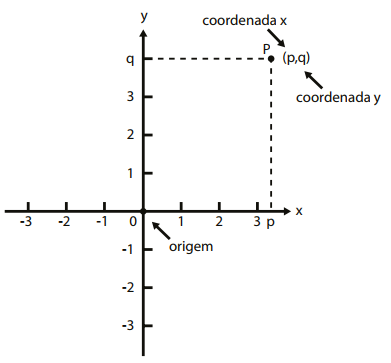 y
coordenada x
P
q
(p,q)
coordenada y
3
2
1
-3 -2 -1 0 1 2 3 p x
origem
-1
-2
-3